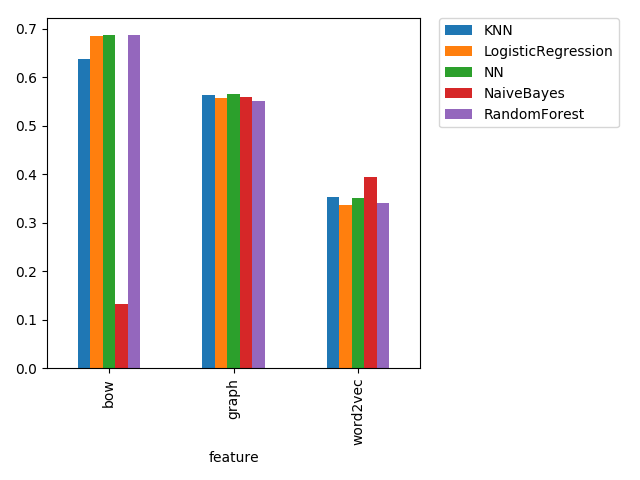 0.7
0.6
0.5
0.4
0.3
0.2
0.1
0.0
bow
graph
word2vec
feature
KNN
LogisticRegression
NN
NaiveBayes
RandomForest